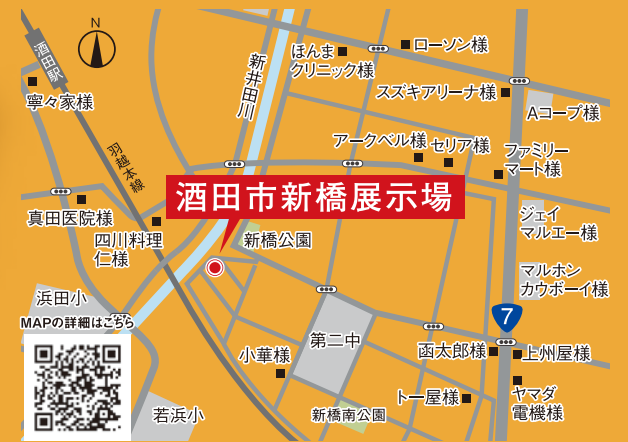 N
酒田駅
寧々家様
羽越本線
新井田川
ほんま
クリニック様
ローソン様
スズキアリーナ様
Aコープ様
アークベル様
セリア様
ファミリー
マート様
酒田市新橋展示場
真田医院様
四川料理
仁様
新橋公園
ジェイ
マルエー様
マルホン
カウボーイ様
浜田小
MAPの詳細はこちら
7
第二中
小華様
函太郎様
上州屋様
トー屋様
ヤマダ
電機様
若浜小
新橋南公園